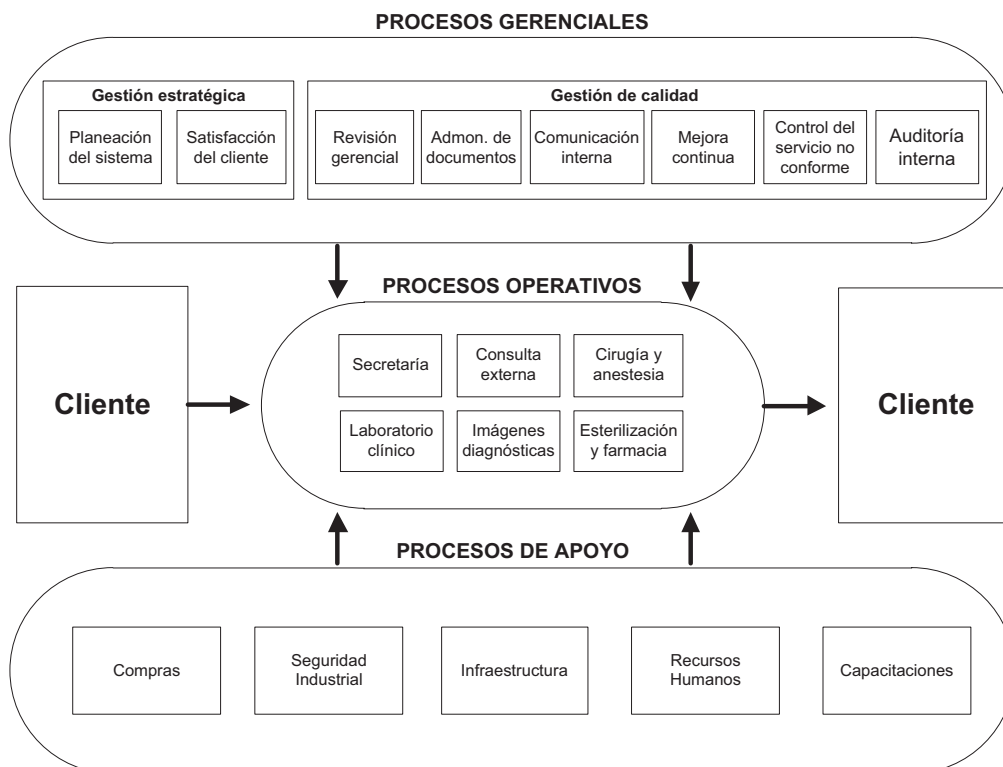 PROCESOS GERENCIALES
Gestión estratégica
Planeación
del sistema
Satisfacción
del cliente
Gestión de calidad
Revisión
gerencial
Admon. de
documentos
Comunicación
interna
Mejora
continua
Control del
servicio no
conforme
Auditoría
interna
PROCESOS OPERATIVOS
Cliente
Secretaría
Consulta
externa
Cirugía y
anestesia
Laboratorio
clínico
Imágenes
diagnósticas
Esterilización
y farmacia
Cliente
PROCESOS DE APOYO
Compras
Seguridad
Industrial
Infraestructura
Recursos
Humanos
Capacitaciones